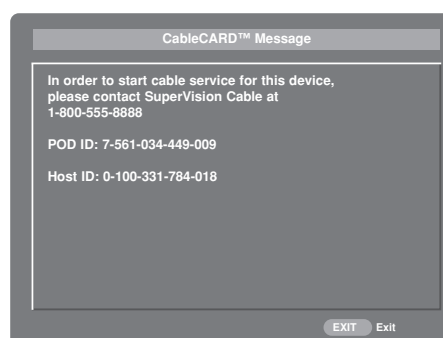 CableCARD™ Message
In order to start cable service for this device,
please contact SuperVision Cable at
1-800-555-8888
POD ID: 7-561-034-449-009
Host ID: 0-100-331-784-018
EXIT Exit